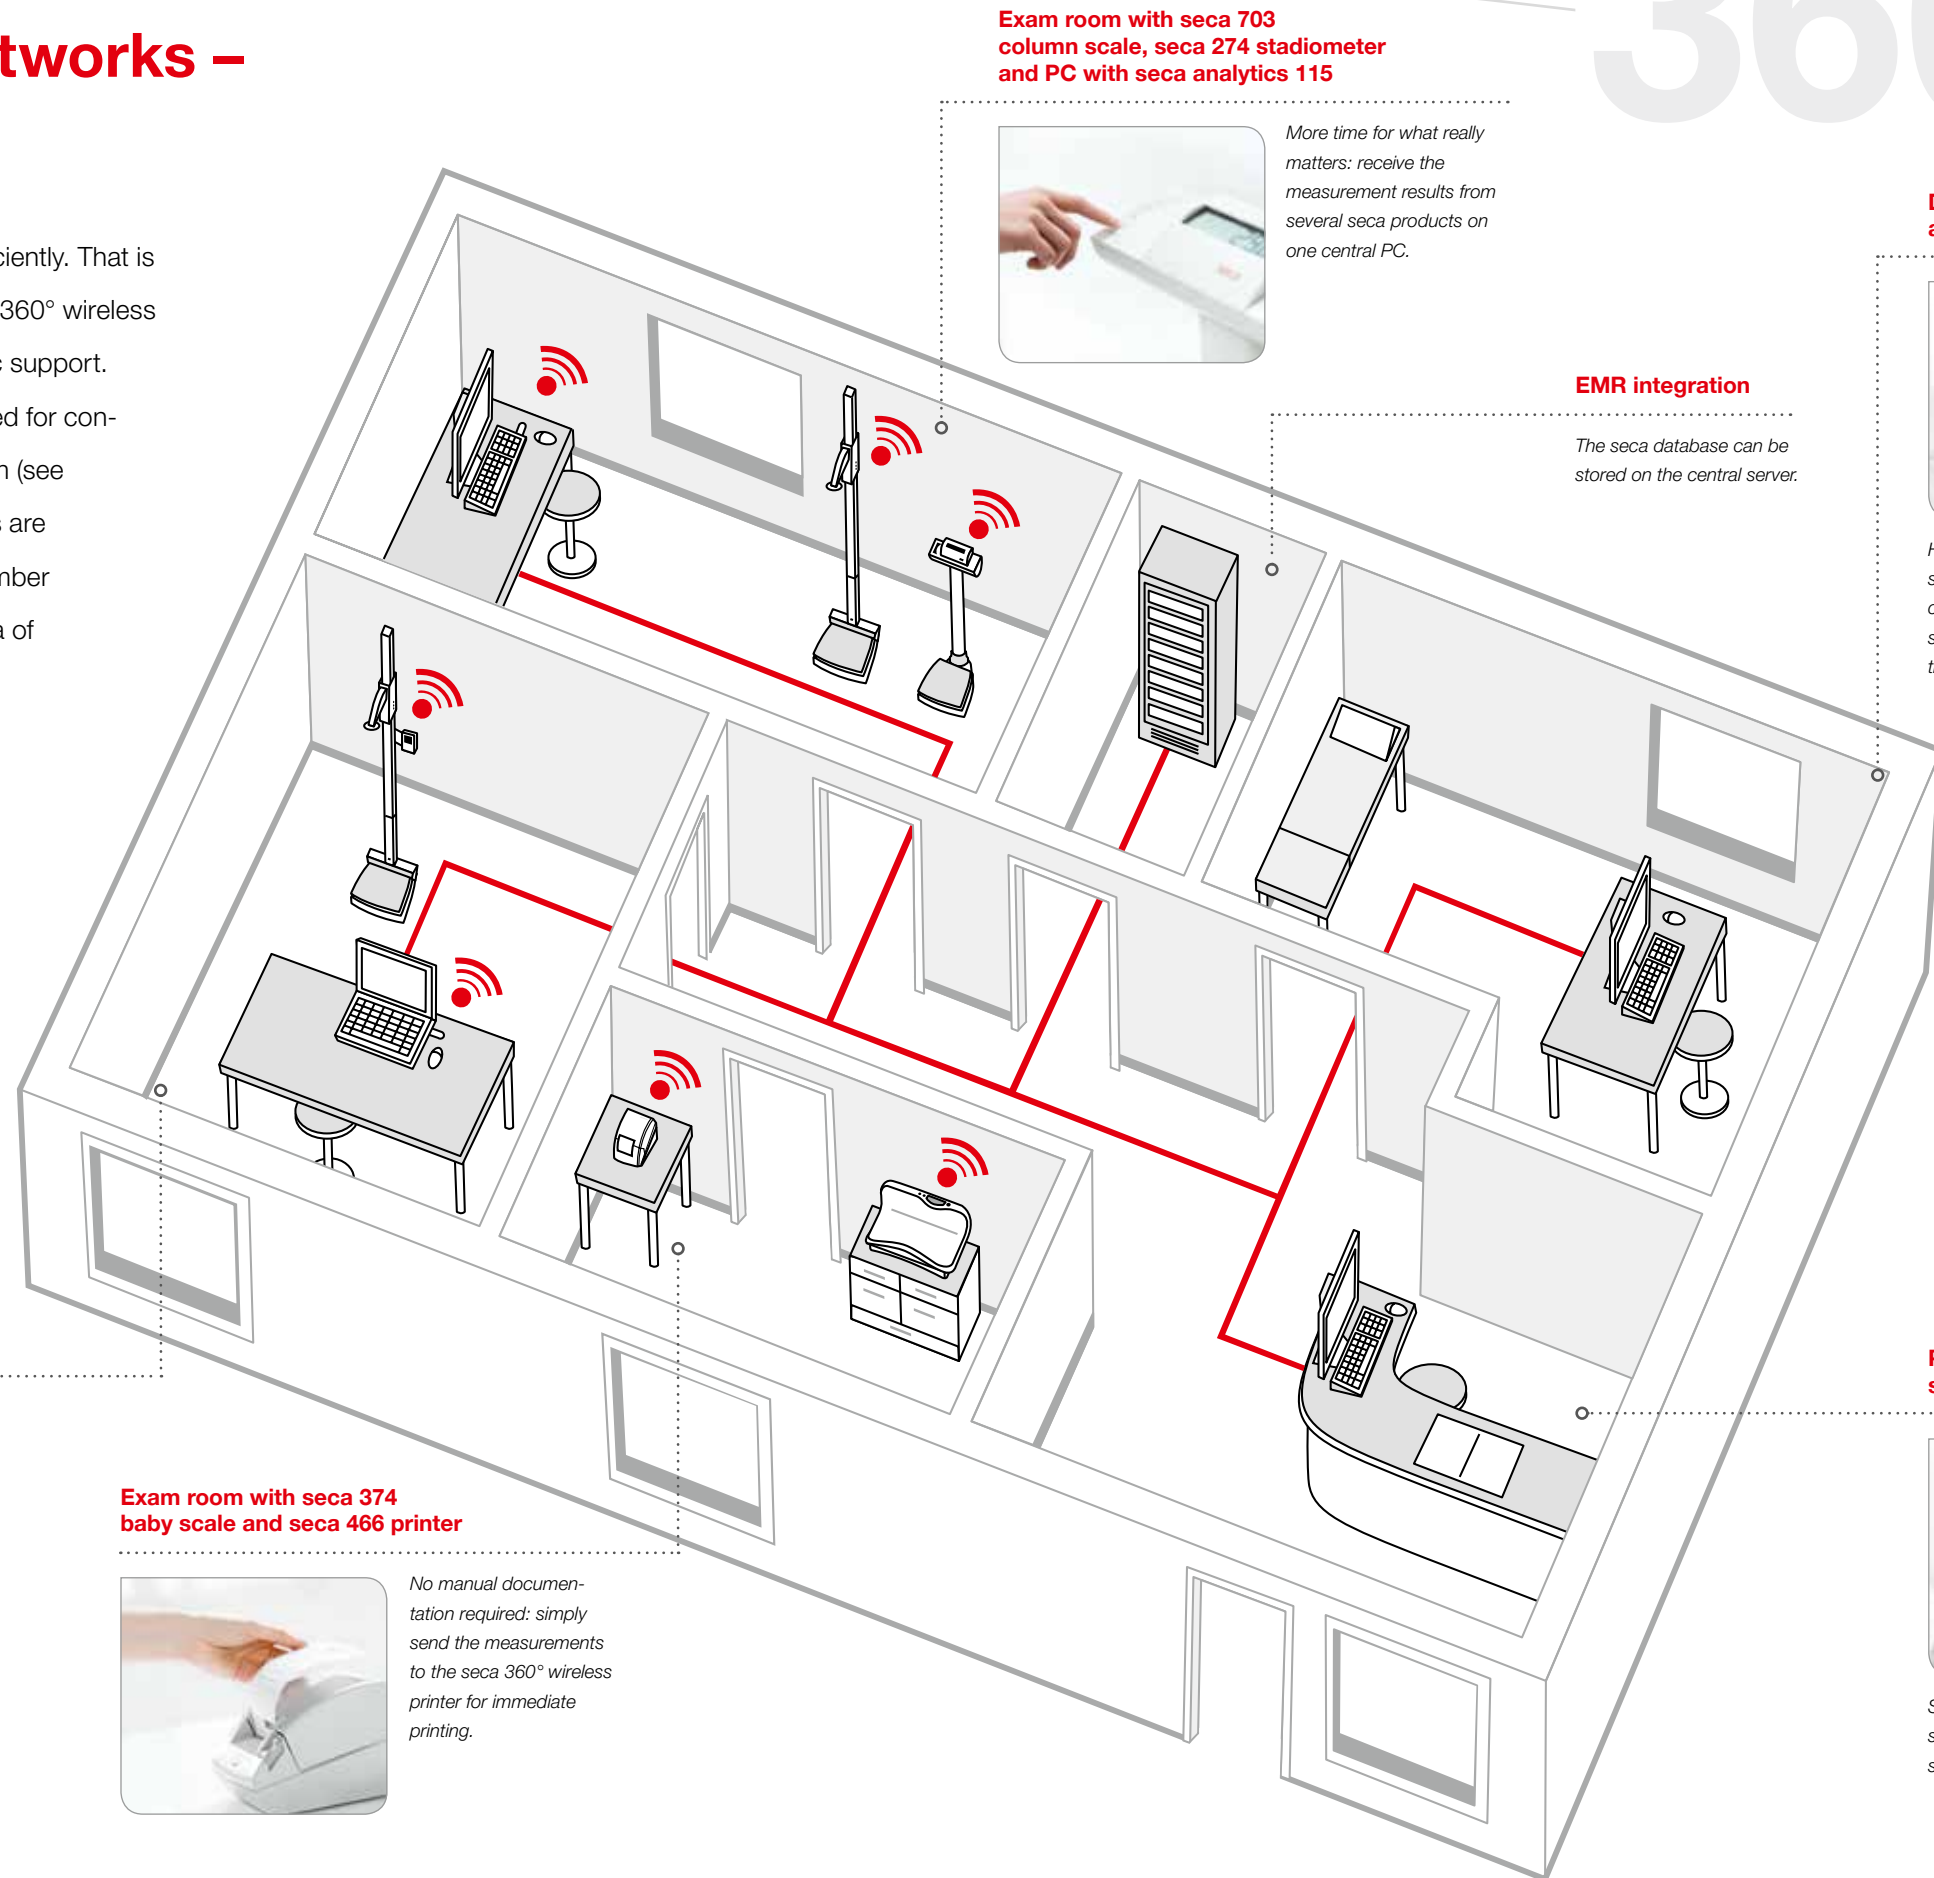 tworks –
ciently. That is
360° wireless
support.
ed for con-
(see
are
mber
of
Exam room with seca 703
column scale, seca 274 stadiometer
and PC with seca analytics 115
More time for what really
matters: receive the
measurement results from
several seca products on
one central PC.
EMR integration
The seca database can be
stored on the central server.
Exam room with seca 374
baby scale and seca 466 printer
No manual documen-
tation required: simply
send the measurements
to the seca 360° wireless
printer for immediate
printing.